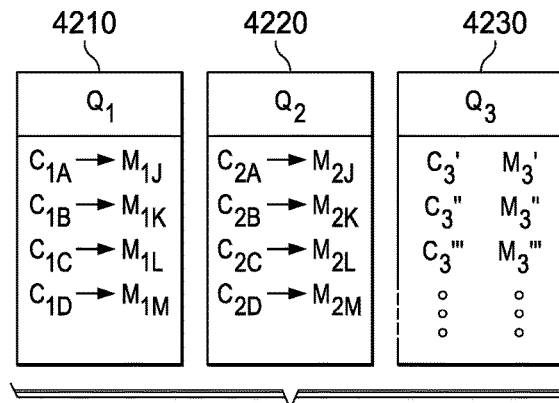 4210 4220 4230
Q₁ Q₂ Q₃
C₁A → M₁J C₂A → M₂J C₃' M₃'
C₁B → M₁K C₂B → M₂K C₃" M₃"
C₁C → M₁L C₂C → M₂L C₃''' M₃'''
C₁D → M₁M C₂D → M₂M